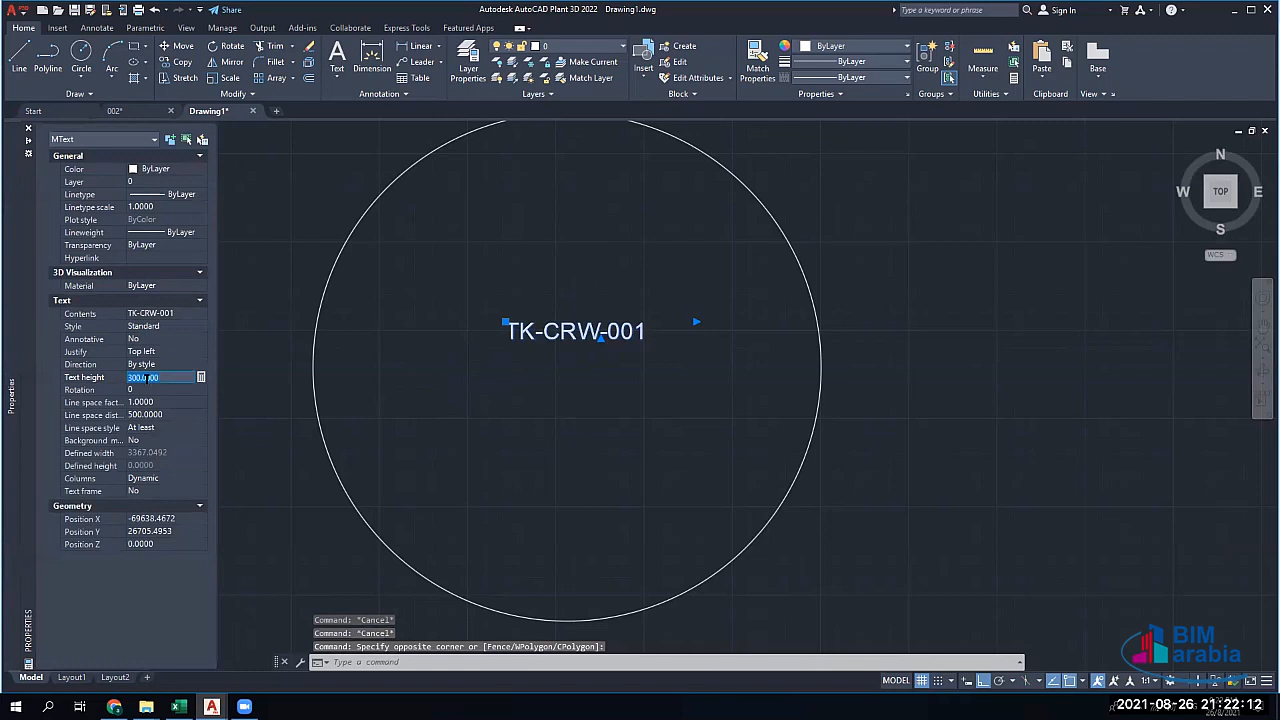 Share
Autodesk AutoCAD Plant 3D 2022 Drawing1.dwg
Type a keyword or phrase
Sign In
Home Insert Annotate Parametric View Manage Output Add-ins Collaborate Express Tools Featured Apps
Line Polyline Circle Arc
Move Rotate Trim
Copy Mirror Fillet
Stretch Scale Array
Text Dimension
Linear
Leader
Table
Layer Properties
0
Make Current
Match Layer
Insert
Create
Edit
Edit Attributes
Match Properties
ByLayer
ByLayer
ByLayer
Group
Measure
Paste
Base
Draw Modify Annotation Layers Block Properties Groups Utilities Clipboard View
Start 002* Drawing1*
MText
General
Color ByLayer
Layer 0
Linetype ByLayer
Linetype scale 1.0000
Plot style ByColor
Lineweight ByLayer
Transparency ByLayer
Hyperlink
3D Visualization
Material ByLayer
Text
Contents TK-CRW-001
Style Standard
Annotative No
Justify Top left
Direction By style
Text height 300.0000
Rotation 0
Line space fact... 1.0000
Line space dist... 500.0000
Line space style At least
Background m... No
Defined width 3367.0492
Defined height 0.0000
Columns Dynamic
Text frame No
Geometry
Position X -69638.4672
Position Y 26705.4953
Position Z 0.0000
Properties
PROPERTIES
TK-CRW-001
N
W TOP E
S
WCS
Command: *Cancel*
Command: *Cancel*
Command: Specify opposite corner or [Fence/WPolygon/CPolygon]:
Type a command
BIM
arabia
Model Layout1 Layout2
MODEL
1:1
2021-08-26 21:22:12